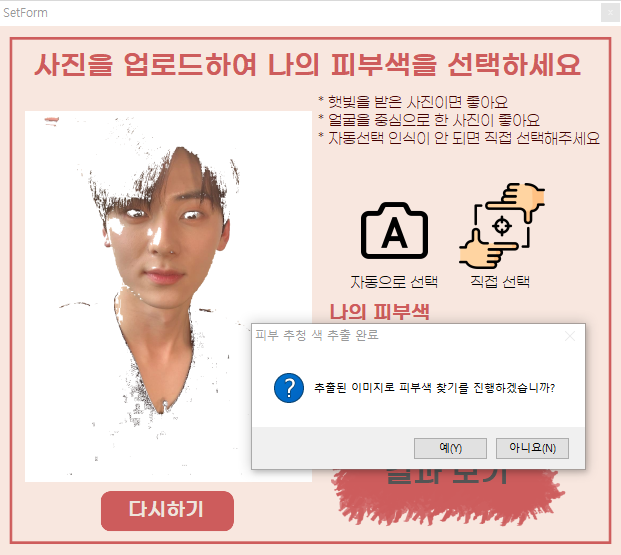 SetForm
x
사진을 업로드하여 나의 피부색을 선택하세요
* 햇빛을 받은 사진이면 좋아요
* 얼굴을 중심으로 한 사진이 좋아요
* 자동선택 인식이 안 되면 직접 선택해주세요
A
자동으로 선택
직접 선택
나의 피부색
피부 추청 색 추출 완료
?
추출된 이미지로 피부색 찾기를 진행하겠습니까?
예(Y)
아니요(N)
결과 보기
다시하기